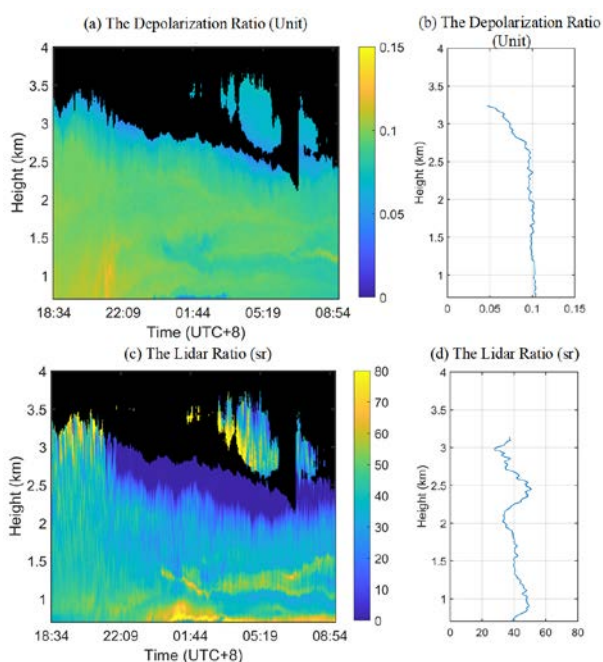 (a) The Depolarization Ratio (Unit)
4
3.5
3
2.5
2
1.5
1
Height (km)
18:34 22:09 01:44 05:19 08:54
Time (UTC+8)
0.15
0.1
0.05
0
(b) The Depolarization Ratio
(Unit)
4
3.5
3
2.5
2
1.5
1
Height (km)
0 0.05 0.1 0.15
(c) The Lidar Ratio (sr)
4
3.5
3
2.5
2
1.5
1
Height (km)
18:34 22:09 01:44 05:19 08:54
Time (UTC+8)
80
70
60
50
40
30
20
10
0
(d) The Lidar Ratio (sr)
4
3.5
3
2.5
2
1.5
1
Height (km)
0 20 40 60 80